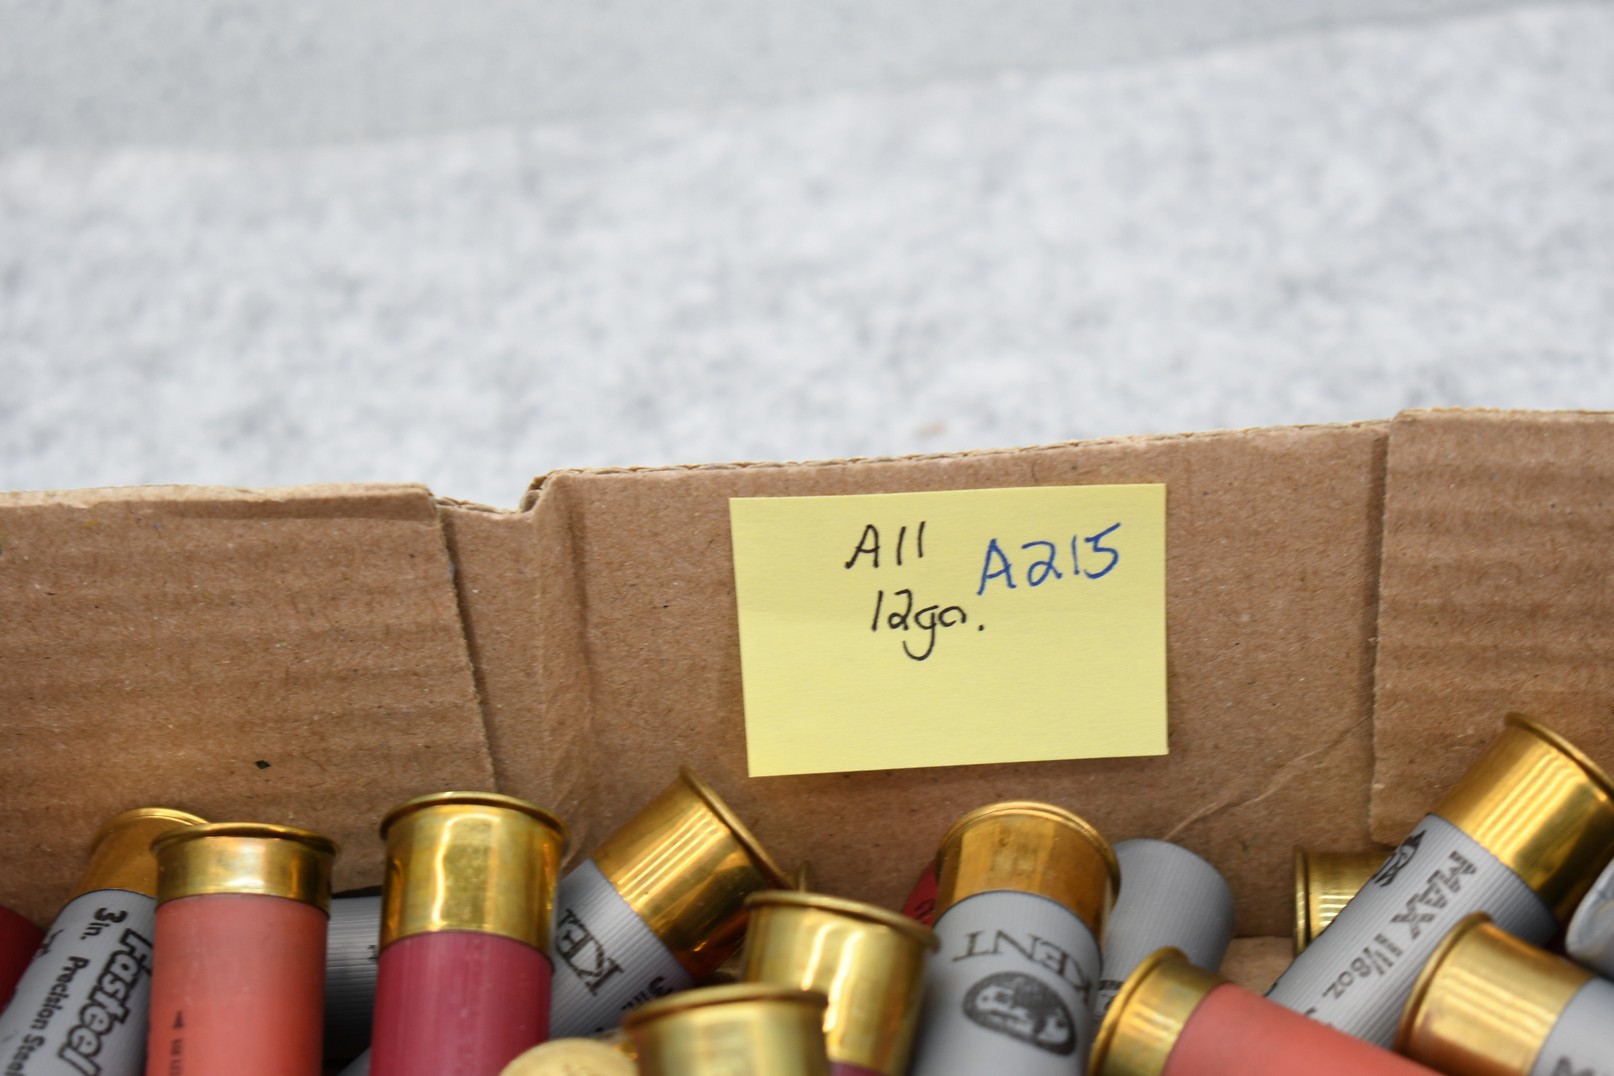 All A215
12ga.
3in. Fasteel
Precision Steel
KENT
KENT
MAX 1 1/8oz